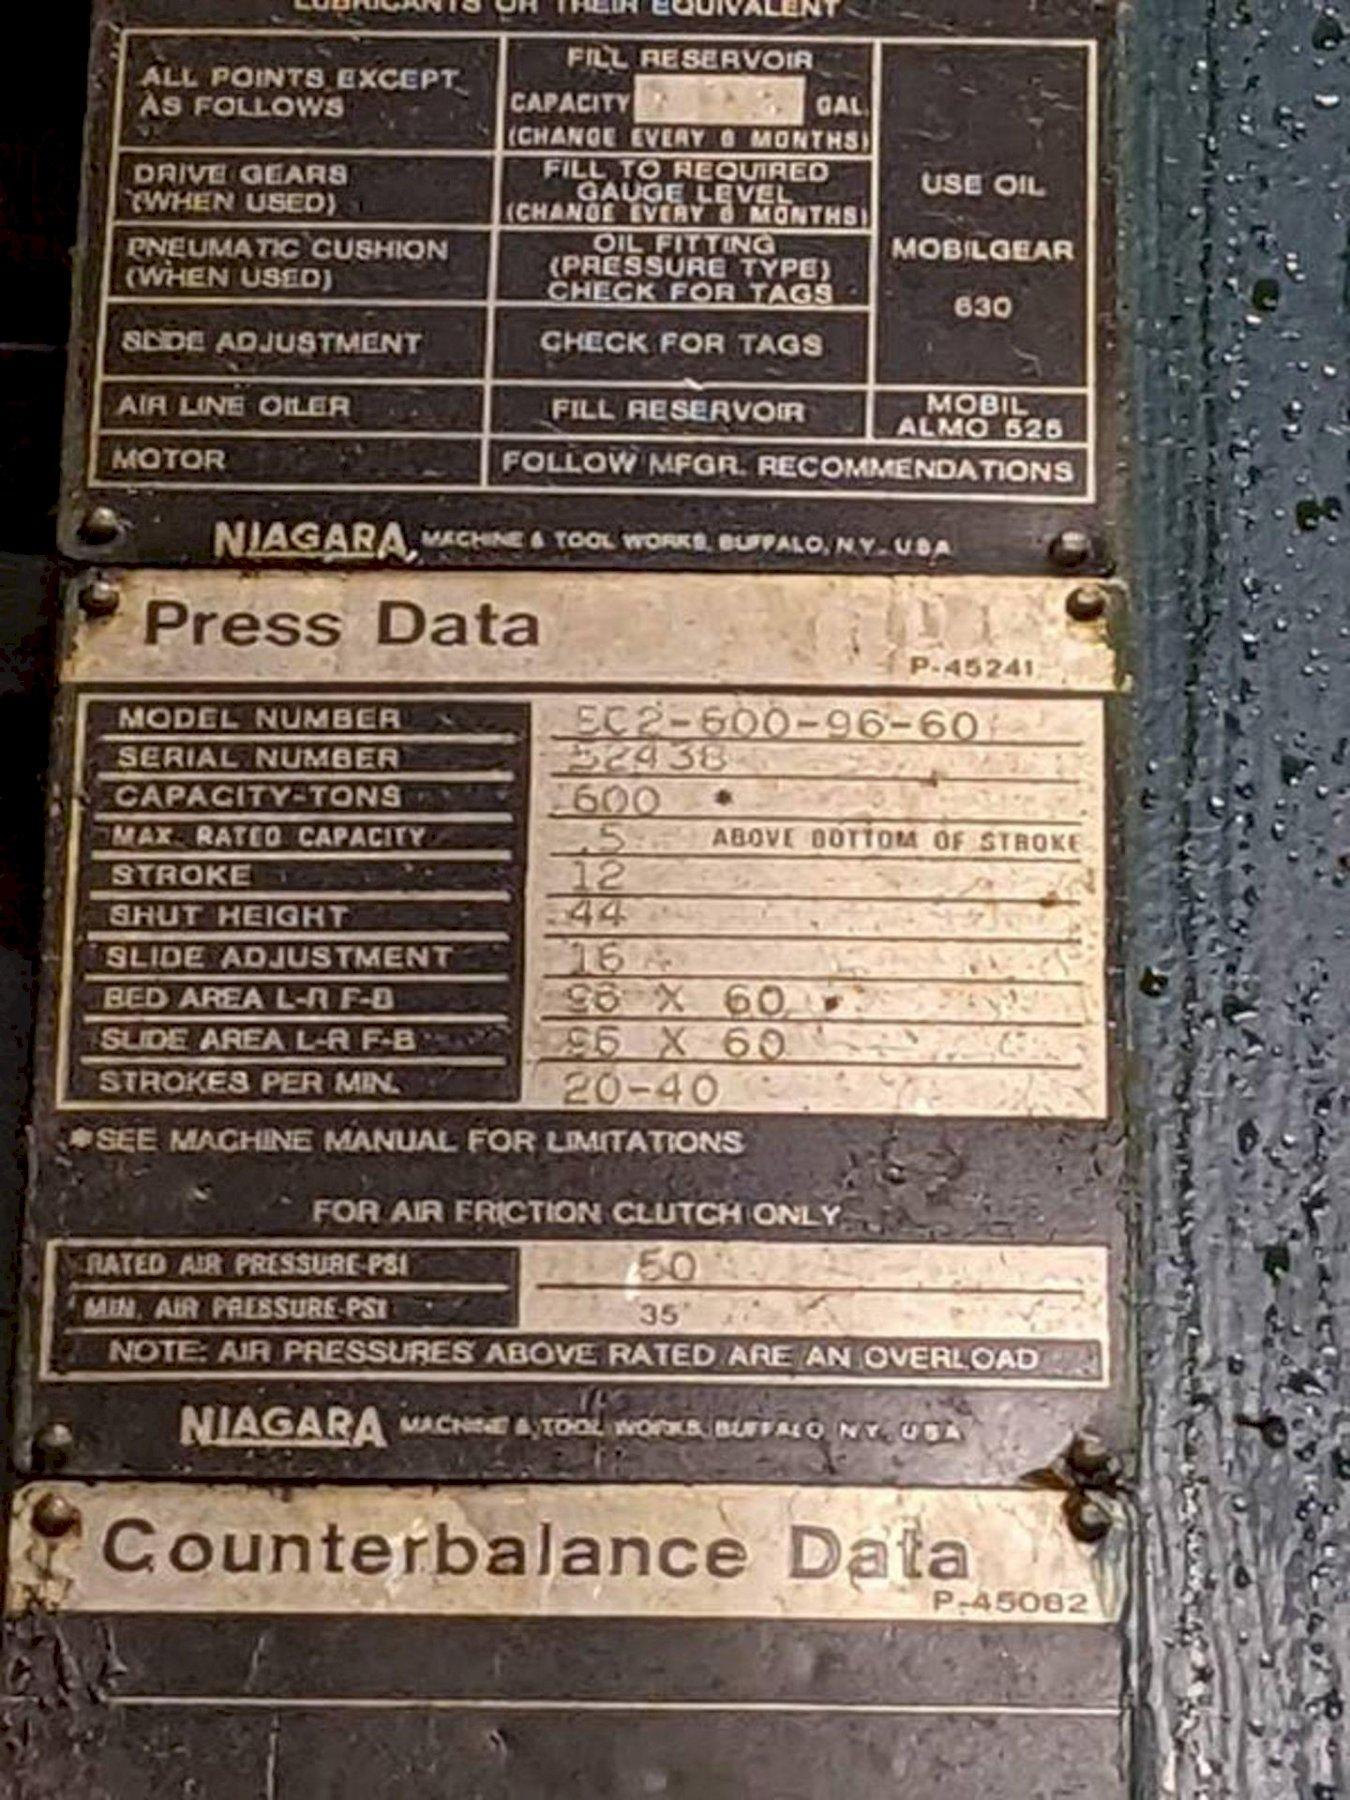 LUBRICANTS OR THEIR EQUIVALENT
ALL POINTS EXCEPT
AS FOLLOWS
FILL RESERVOIR
CAPACITY GAL.
(CHANGE EVERY 6 MONTHS)
DRIVE GEARS
(WHEN USED)
FILL TO REQUIRED
GAUGE LEVEL
(CHANGE EVERY 6 MONTHS)
PNEUMATIC CUSHION
(WHEN USED)
OIL FITTING
(PRESSURE TYPE)
CHECK FOR TAGS
SLIDE ADJUSTMENT
CHECK FOR TAGS
USE OIL
MOBILGEAR
630
AIR LINE OILER
FILL RESERVOIR
MOBIL
ALMO 525
MOTOR
FOLLOW MFGR. RECOMMENDATIONS
NIAGARA, MACHINE & TOOL WORKS, BUFFALO, N.Y. USA
Press Data
P-45241
MODEL NUMBER SC2-600-96-60
SERIAL NUMBER 52438
CAPACITY-TONS 600 *
MAX. RATED CAPACITY .5 ABOVE BOTTOM OF STROKE
STROKE 12
SHUT HEIGHT 44
SLIDE ADJUSTMENT 16
BED AREA L-R F-B 96 X 60
SLIDE AREA L-R F-B 96 X 60
STROKES PER MIN. 20-40
*SEE MACHINE MANUAL FOR LIMITATIONS
FOR AIR FRICTION CLUTCH ONLY
RATED AIR PRESSURE-PSI 50
MIN. AIR PRESSURE-PSI 35
NOTE: AIR PRESSURES ABOVE RATED ARE AN OVERLOAD
NIAGARA MACHINE & TOOL WORKS, BUFFALO N.Y. USA
Counterbalance Data
P-45082